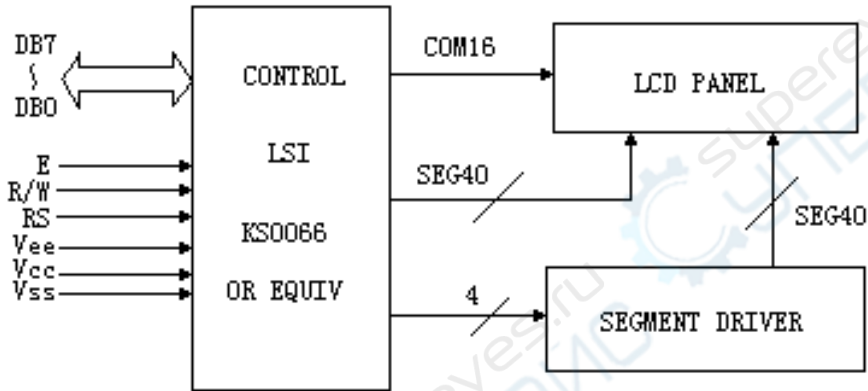 DB7
~
DB0
E
R/W
RS
Vee
Vcc
Vss
CONTROL
LSI
KS0066
OR EQUIV
COM16
SEG40
4
LCD PANEL
SEG40
SEGMENT DRIVER